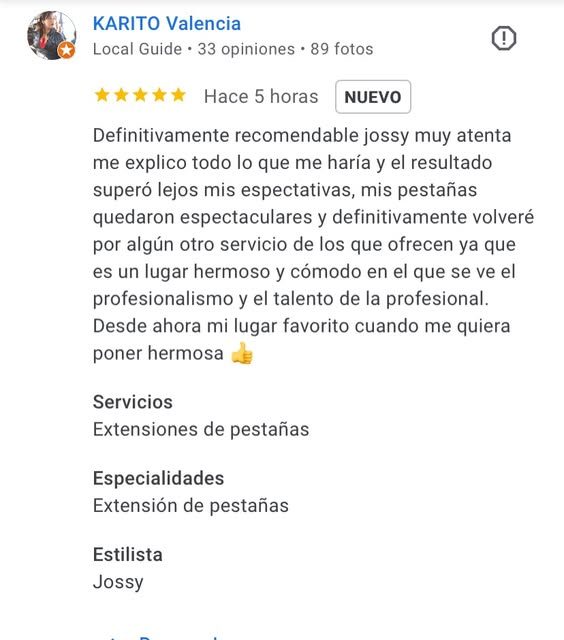 KARITO Valencia
Local Guide • 33 opiniones • 89 fotos
Hace 5 horas NUEVO
Definitivamente recomendable jossy muy atenta
me explico todo lo que me haría y el resultado
superó lejos mis espectativas, mis pestañas
quedaron espectaculares y definitivamente volveré
por algún otro servicio de los que ofrecen ya que
es un lugar hermoso y cómodo en el que se ve el
profesionalismo y el talento de la profesional.
Desde ahora mi lugar favorito cuando me quiera
poner hermosa 👍
Servicios
Extensiones de pestañas
Especialidades
Extensión de pestañas
Estilista
Jossy